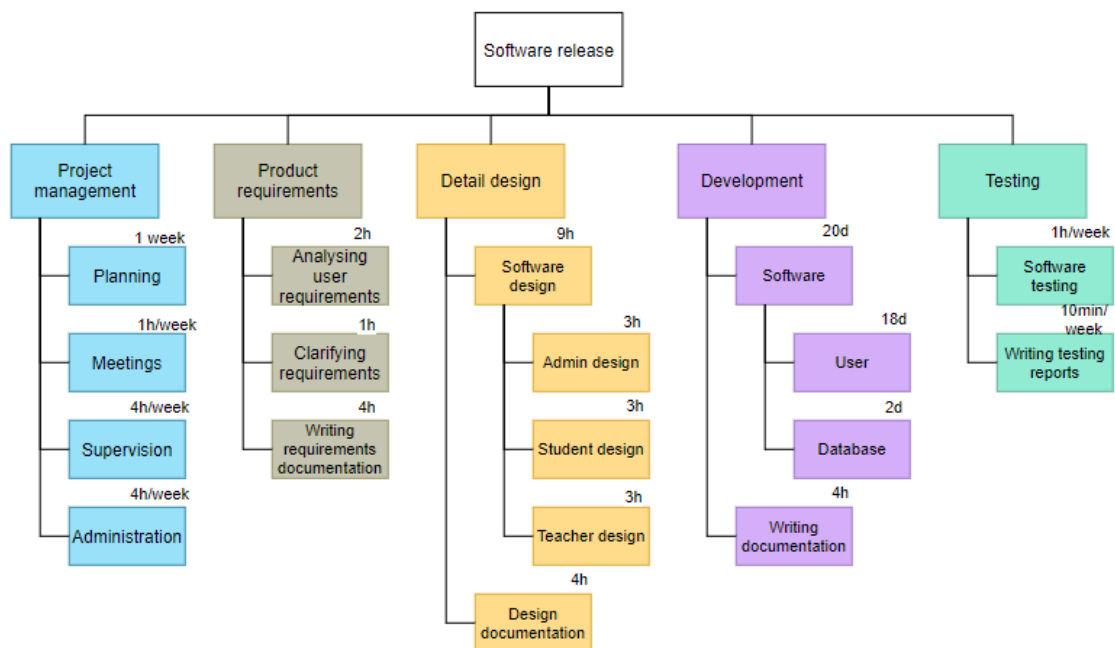 Software release
Project
management
Product
requirements
Detail design
Development
Testing
1 week
Planning
1h/week
Meetings
4h/week
Supervision
4h/week
Administration
2h
Analysing
user
requirements
1h
Clarifying
requirements
4h
Writing
requirements
documentation
9h
Software
design
3h
Admin design
3h
Student design
3h
Teacher design
4h
Design
documentation
20d
Software
18d
User
2d
Database
4h
Writing
documentation
1h/week
Software
testing
10min/
week
Writing testing
reports